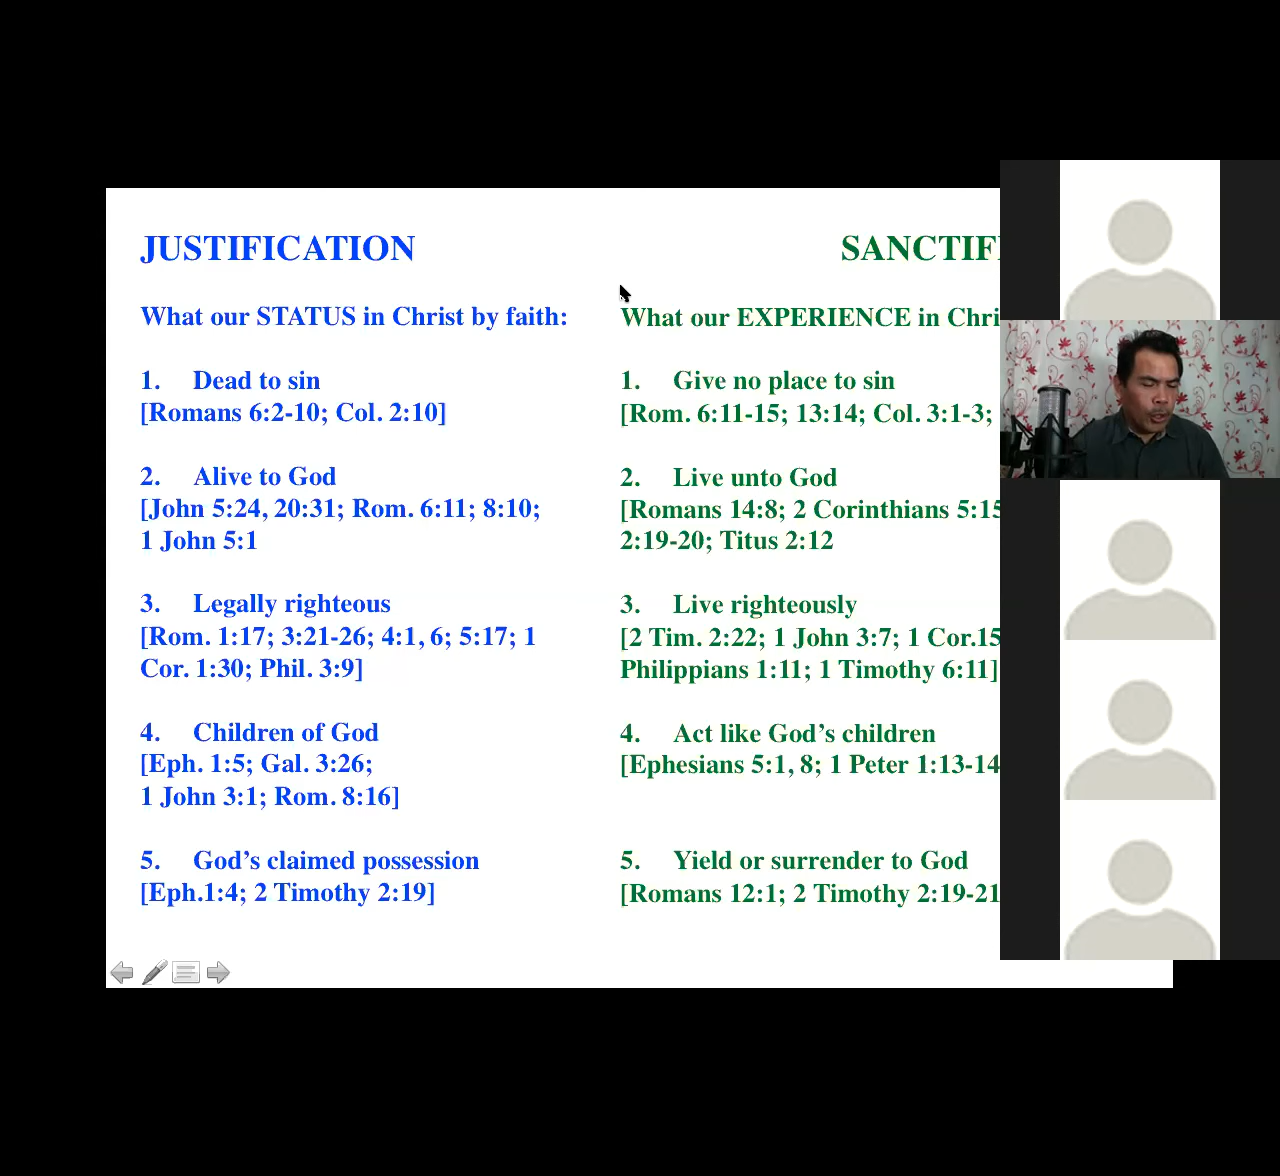 JUSTIFICATION
What our STATUS in Christ by faith:
1. Dead to sin
[Romans 6:2-10; Col. 2:10]
2. Alive to God
[John 5:24, 20:31; Rom. 6:11; 8:10;
1 John 5:1
3. Legally righteous
[Rom. 1:17; 3:21-26; 4:1, 6; 5:17; 1
Cor. 1:30; Phil. 3:9]
4. Children of God
[Eph. 1:5; Gal. 3:26;
1 John 3:1; Rom. 8:16]
5. God’s claimed possession
[Eph.1:4; 2 Timothy 2:19]
What our EXPERIENCE in
1. Give no place to sin
[Rom. 6:11-15; 13:14; Col. 3:1-3;
2. Live unto God
[Romans 14:8; 2 Corinthians 5:15
2:19-20; Titus 2:12
3. Live righteously
[2 Tim. 2:22; 1 John 3:7; 1 Cor.15
Philippians 1:11; 1 Timothy 6:11]
4. Act like God’s children
[Ephesians 5:1, 8; 1 Peter 1:13-14
5. Yield or surrender to God
[Romans 12:1; 2 Timothy 2:19-21